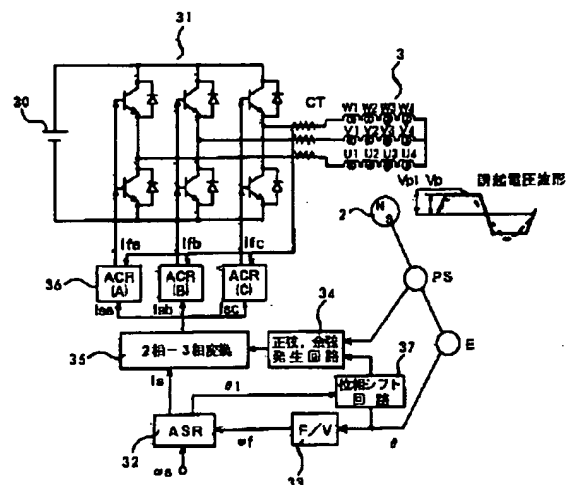 31
30
CT
3
W1 W2 W3 W4
V1 V2 V3 V4
U1 U2 U3 U4
Vp1 Vp
誘起電圧波形
2
N
S
Ifa
Ifb
Ifc
36
ACR
(A)
ACR
(B)
ACR
(C)
Isa
Isb
Isc
PS
34
35
2相－3相変換
正弦，余弦
発生回路
37
E
位相シフト
回路
Is
θ1
32
ASR
ωf
F/V
33
θ
ωs